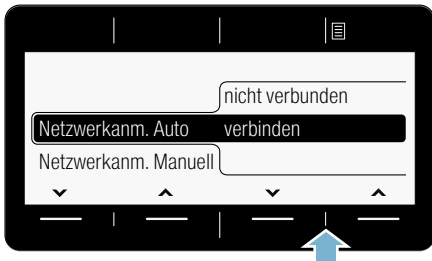 nicht verbunden
Netzwerkanm. Auto verbinden
Netzwerkanm. Manuell